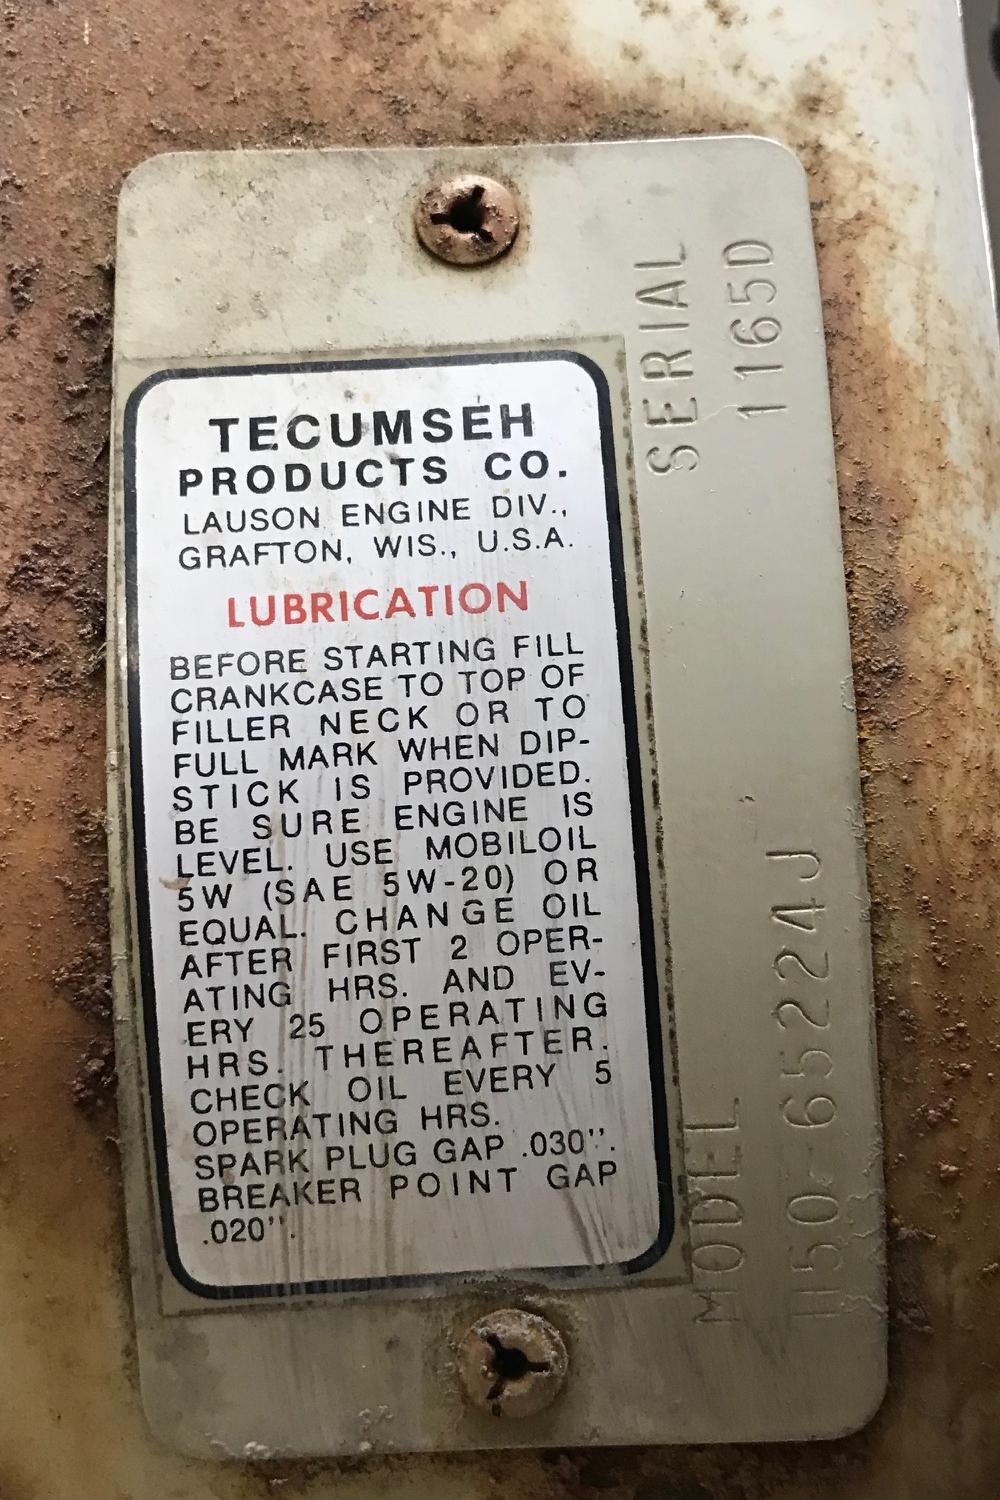 TECUMSEH
PRODUCTS CO.
LAUSON ENGINE DIV.,
GRAFTON, WIS., U.S.A.
LUBRICATION
BEFORE STARTING FILL
CRANKCASE TO TOP OF
FILLER NECK OR TO
FULL MARK WHEN DIP-
STICK IS PROVIDED.
BE SURE ENGINE IS
LEVEL. USE MOBILOIL
5W (SAE 5W-20) OR
EQUAL. CHANGE OIL
AFTER FIRST 2 OPER-
ATING HRS. AND EV-
ERY 25 OPERATING
HRS. THEREAFTER.
CHECK OIL EVERY 5
OPERATING HRS.
SPARK PLUG GAP .030".
BREAKER POINT GAP
.020".
SERIAL
1165D
MODEL